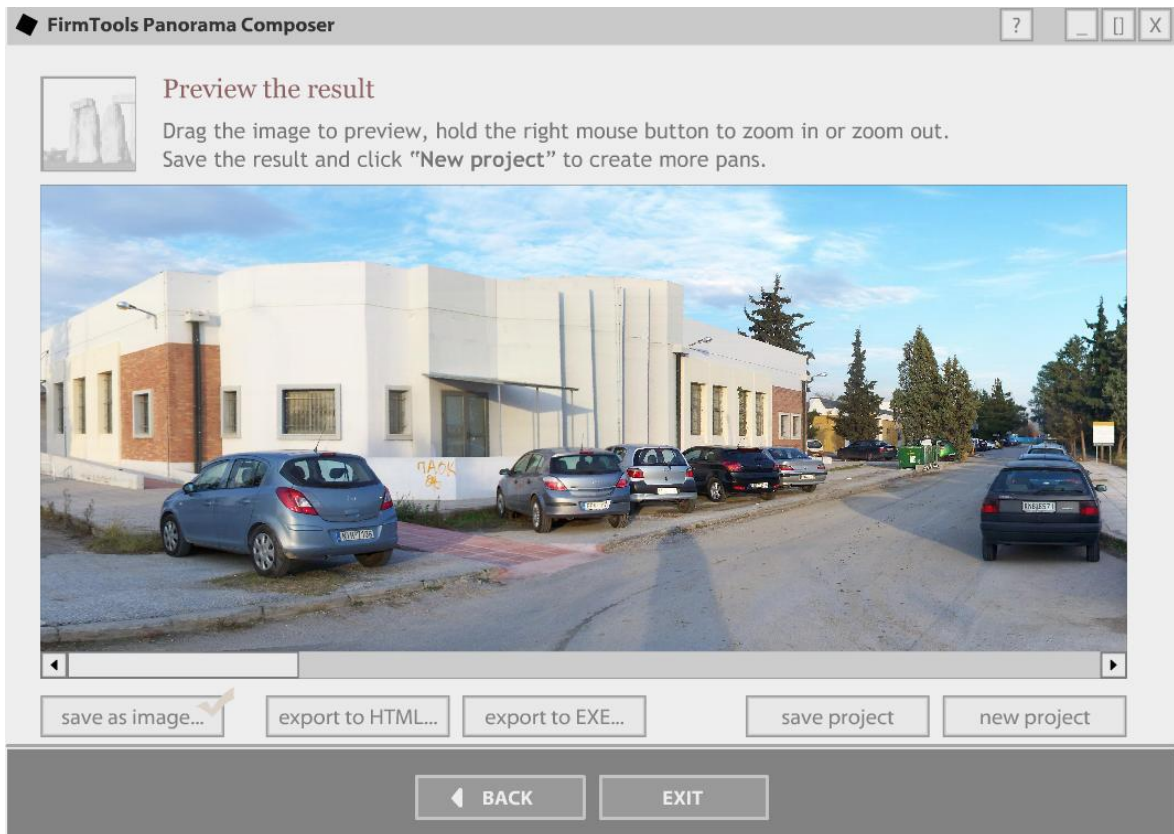 FirmTools Panorama Composer
? _ [] X
Preview the result
Drag the image to preview, hold the right mouse button to zoom in or zoom out.
Save the result and click “New project” to create more pans.
ΠΑΟΚ
save as image...
export to HTML...
export to EXE...
save project
new project
BACK
EXIT